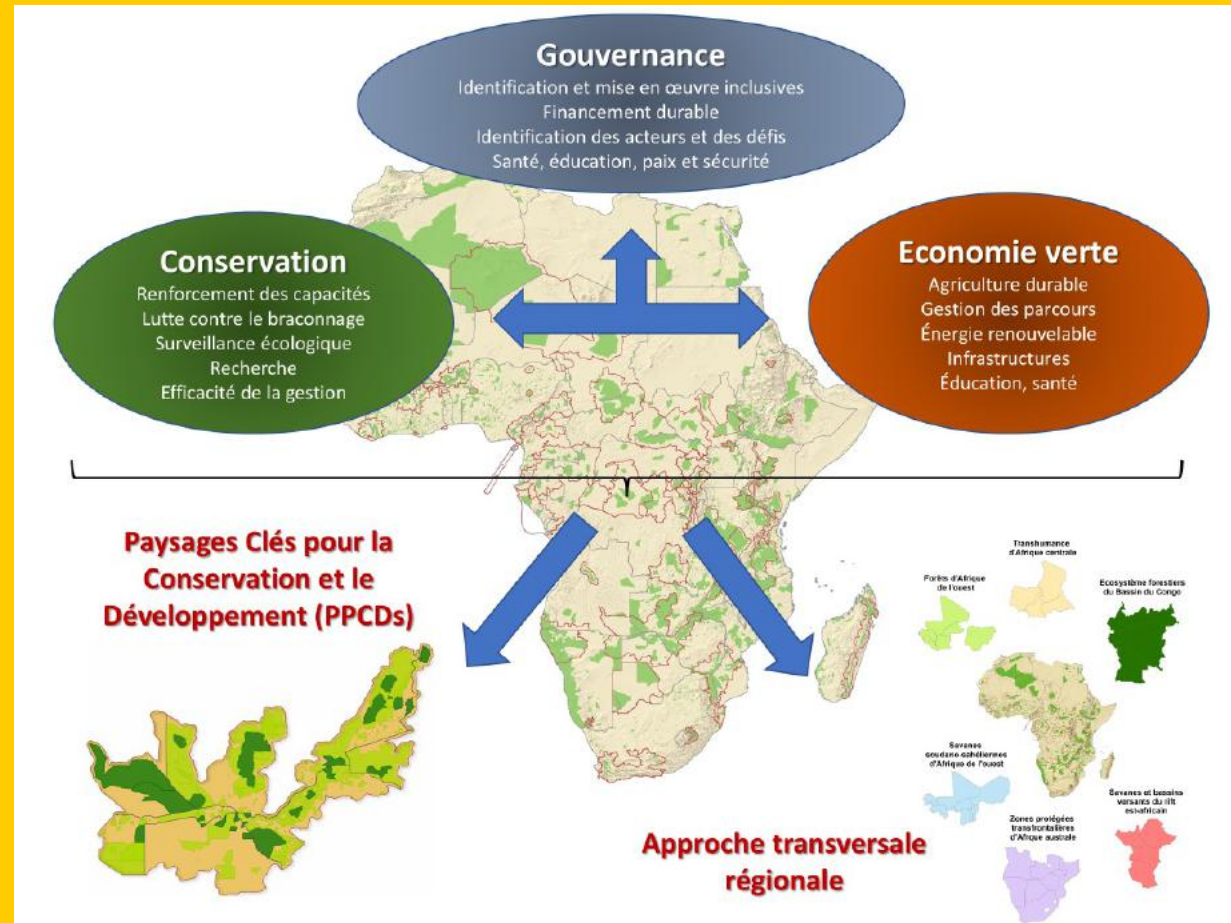 Gouvernance
Identification et mise en œuvre inclusives
Financement durable
Identification des acteurs et des défis
Santé, éducation, paix et sécurité
Conservation
Renforcement des capacités
Lutte contre le braconnage
Surveillance écologique
Recherche
Efficacité de la gestion
Economie verte
Agriculture durable
Gestion des parcours
Énergie renouvelable
Infrastructures
Éducation, santé
Paysages Clés pour la
Conservation et le
Développement (PPCDs)
Approche transversale
régionale
Transhumance
d'Afrique centrale
Forêts d'Afrique
de l'ouest
Ecosystème forestiers
du Bassin du Congo
Savanes
soudano-sahéliennes
d'Afrique de l'ouest
Savanes et bassins
versants du rift
est-africain
Zones protégées
transfrontalières
d'Afrique australe